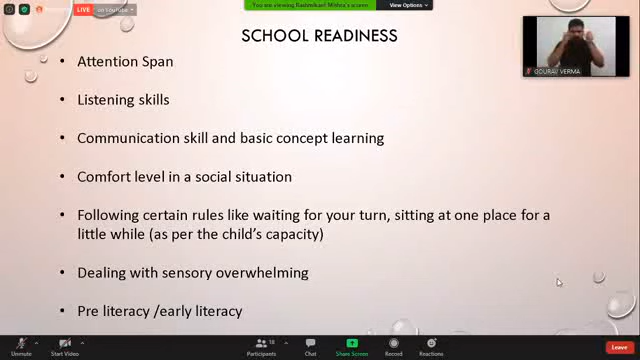 LIVE
on YouTube
You are viewing Rashmikant Mishra's screen
View Options
SCHOOL READINESS
GOURAV VERMA
• Attention Span
• Listening skills
• Communication skill and basic concept learning
• Comfort level in a social situation
• Following certain rules like waiting for your turn, sitting at one place for a
little while (as per the child's capacity)
• Dealing with sensory overwhelming
• Pre literacy /early literacy
Unmute
Start Video
18
Participants
Chat
Share Screen
Record
Reactions
Leave